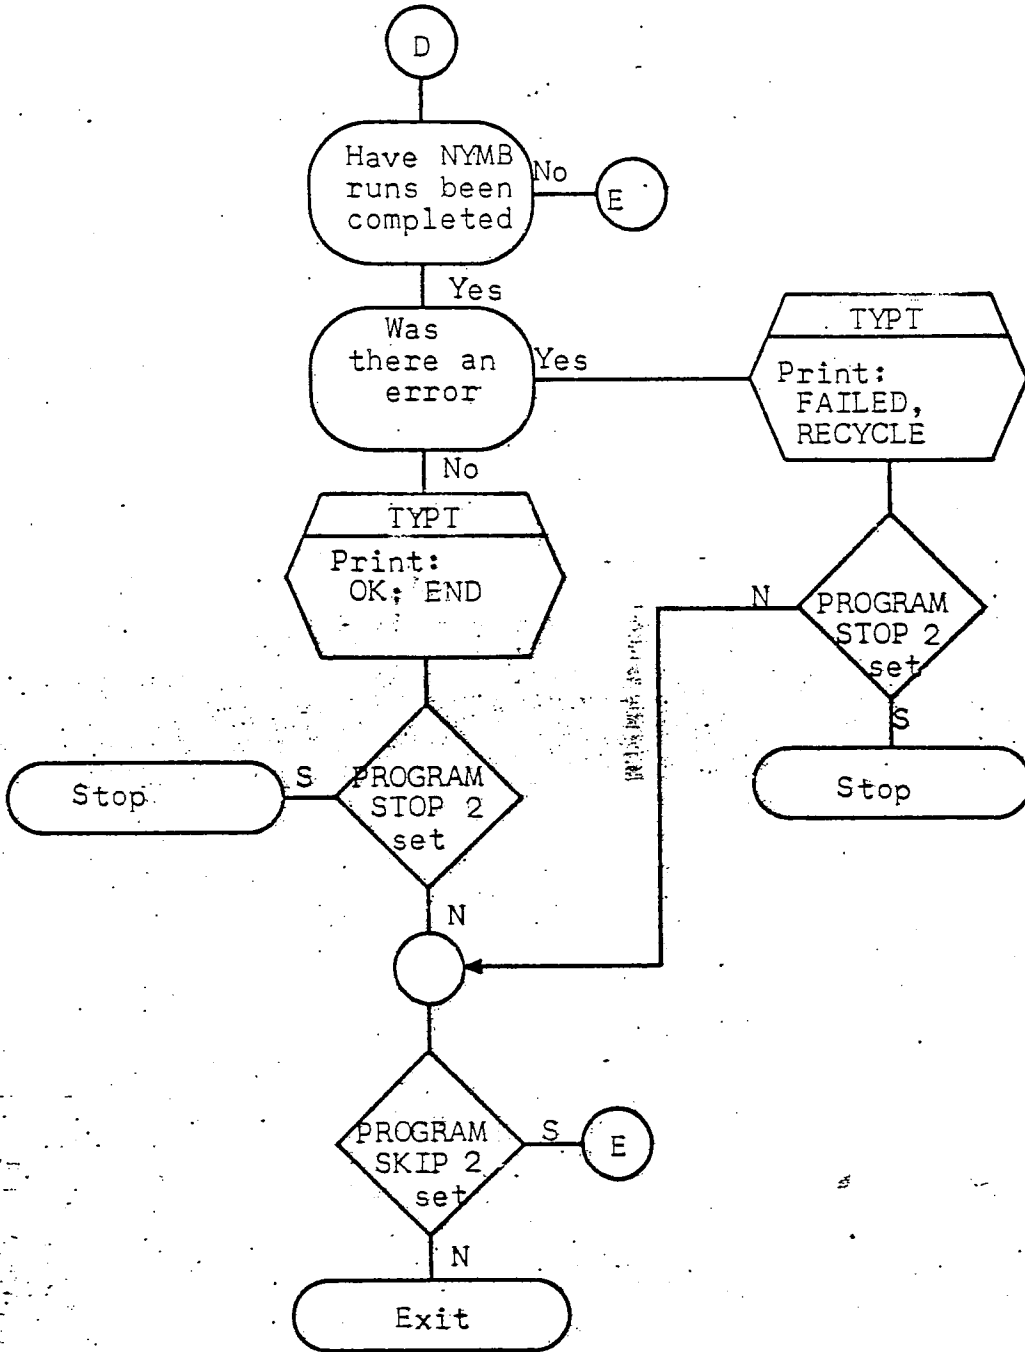 D
Have NYMB
runs been
completed
No
E
Yes
Was
there an
error
Yes
TYPT
Print:
FAILED,
RECYCLE
No
TYPT
Print:
OK; END
N
PROGRAM
STOP 2
set
S
Stop
S
PROGRAM
STOP 2
set
Stop
N
PROGRAM
SKIP 2
set
S
E
N
Exit